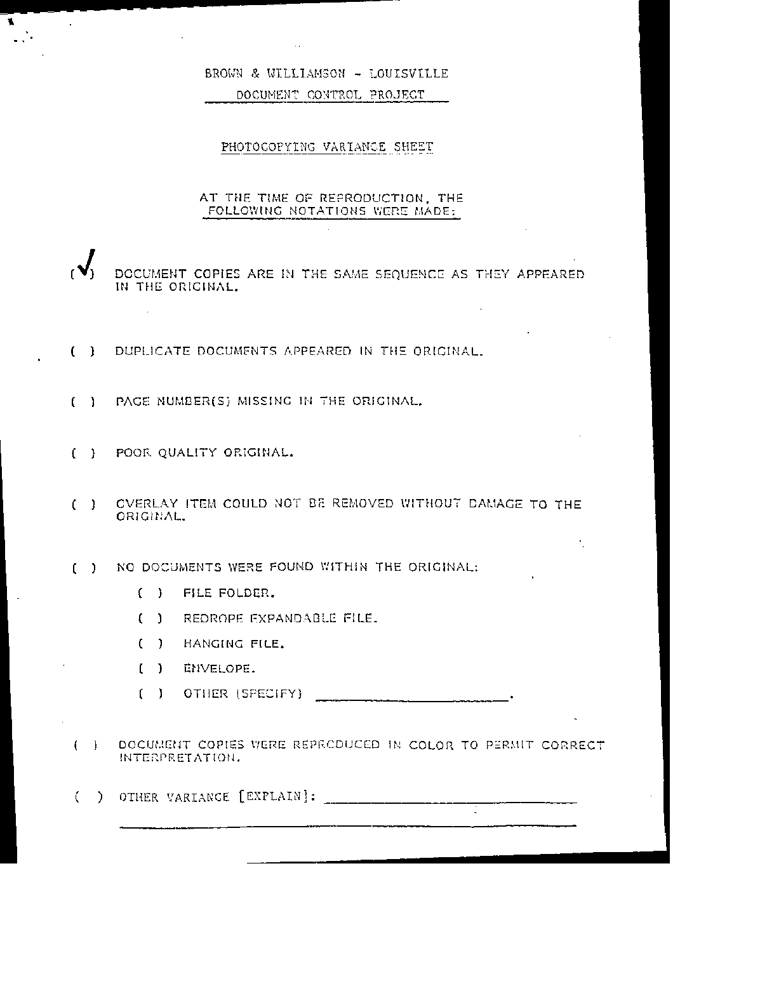 BROWN & WILLIAMSON - LOUISVILLE
DOCUMENT CONTROL PROJECT
PHOTOCOPYING VARIANCE SHEET
AT THE TIME OF REPRODUCTION, THE
FOLLOWING NOTATIONS WERE MADE:
(✓) DOCUMENT COPIES ARE IN THE SAME SEQUENCE AS THEY APPEARED
IN THE ORIGINAL.
( ) DUPLICATE DOCUMENTS APPEARED IN THE ORIGINAL.
( ) PAGE NUMBER(S) MISSING IN THE ORIGINAL.
( ) POOR QUALITY ORIGINAL.
( ) OVERLAY ITEM COULD NOT BE REMOVED WITHOUT DAMAGE TO THE
ORIGINAL.
( ) NO DOCUMENTS WERE FOUND WITHIN THE ORIGINAL:
( ) FILE FOLDER.
( ) REDROPE EXPANDABLE FILE.
( ) HANGING FILE.
( ) ENVELOPE.
( ) OTHER (SPECIFY) ____________________.
( ) DOCUMENT COPIES WERE REPRODUCED IN COLOR TO PERMIT CORRECT
INTERPRETATION.
( ) OTHER VARIANCE [EXPLAIN]: ____________________